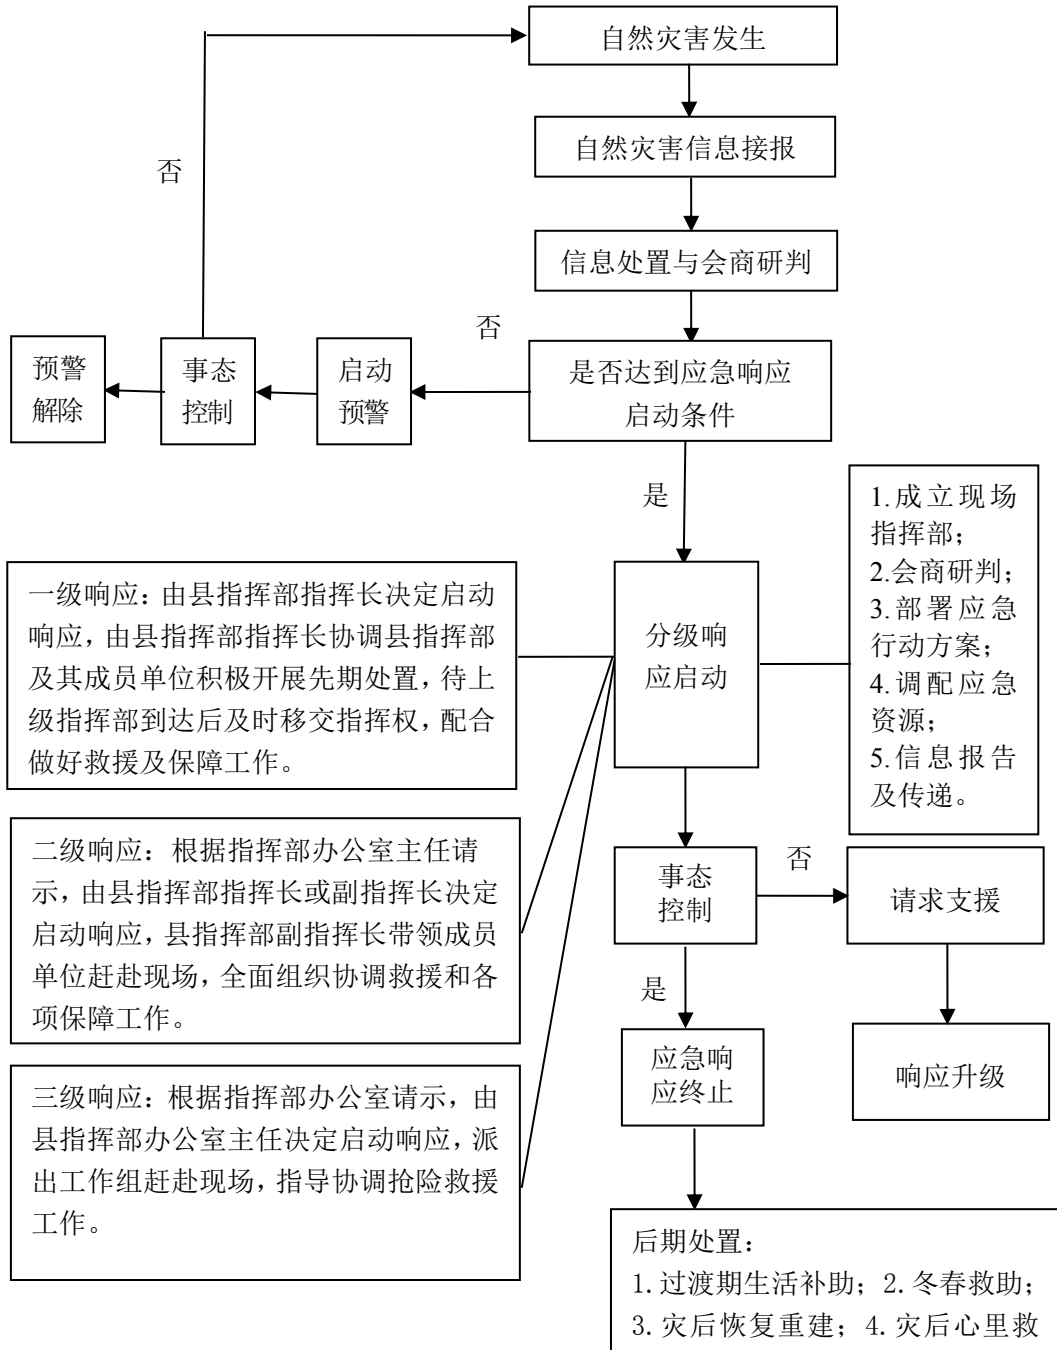 自然灾害发生
自然灾害信息接报
否
信息处置与会商研判
否
预警
解除
事态
控制
启动
预警
是否达到应急响应
启动条件
是
1.成立现场
指挥部；
2.会商研判；
3.部署应急
行动方案；
4.调配应急
资源；
5.信息报告
及传递。
一级响应：由县指挥部指挥长决定启动
响应，由县指挥部指挥长协调县指挥部
及其成员单位积极开展先期处置，待上
级指挥部到达后及时移交指挥权，配合
做好救援及保障工作。
分级响
应启动
二级响应：根据指挥部办公室主任请
示，由县指挥部指挥长或副指挥长决定
启动响应，县指挥部副指挥长带领成员
单位赶赴现场，全面组织协调救援和各
项保障工作。
事态
控制
否
请求支援
是
应急响
应终止
响应升级
三级响应：根据指挥部办公室请示，由
县指挥部办公室主任决定启动响应，派
出工作组赶赴现场，指导协调抢险救援
工作。
后期处置：
1.过渡期生活补助；2.冬春救助；
3.灾后恢复重建；4.灾后心里救